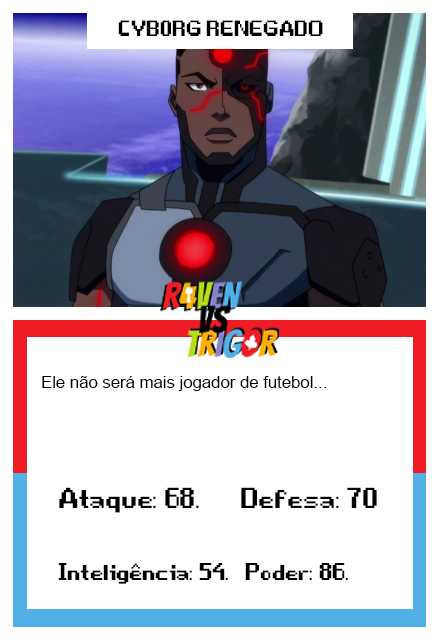 CYBORG RENEGADO
R4VEN
VS
TRIGOR
Ele não será mais jogador de futebol...
Ataque: 68. Defesa: 70
Inteligência: 54. Poder: 86.